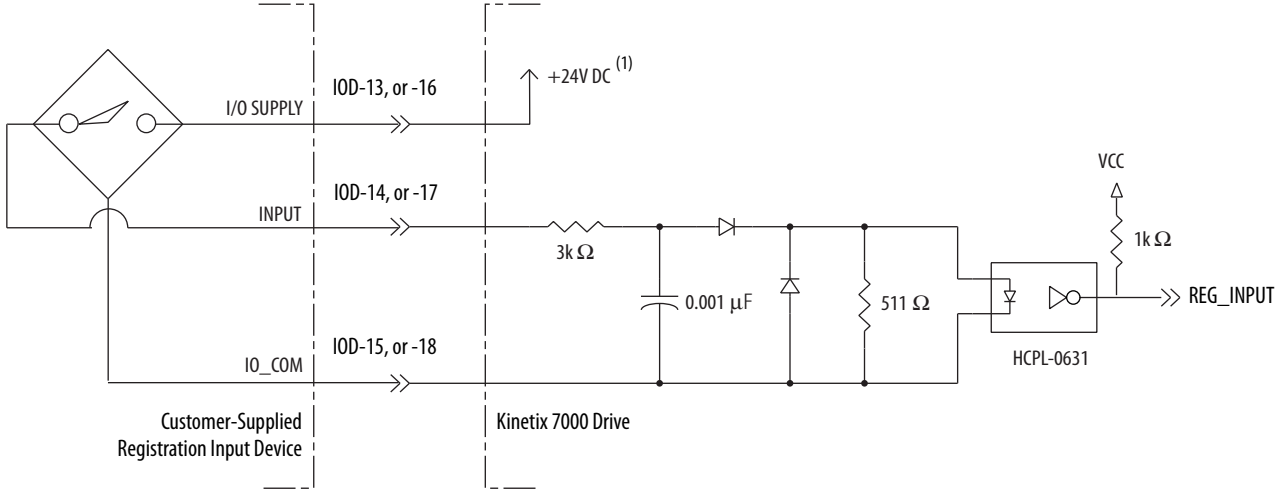 IOD-13, or -16
+24V DC (1)
I/O SUPPLY
IOD-14, or -17
INPUT
VCC
3k Ω
1k Ω
0.001 μF
511 Ω
REG_INPUT
IOD-15, or -18
IO_COM
HCPL-0631
Customer-Supplied
Registration Input Device
Kinetix 7000 Drive